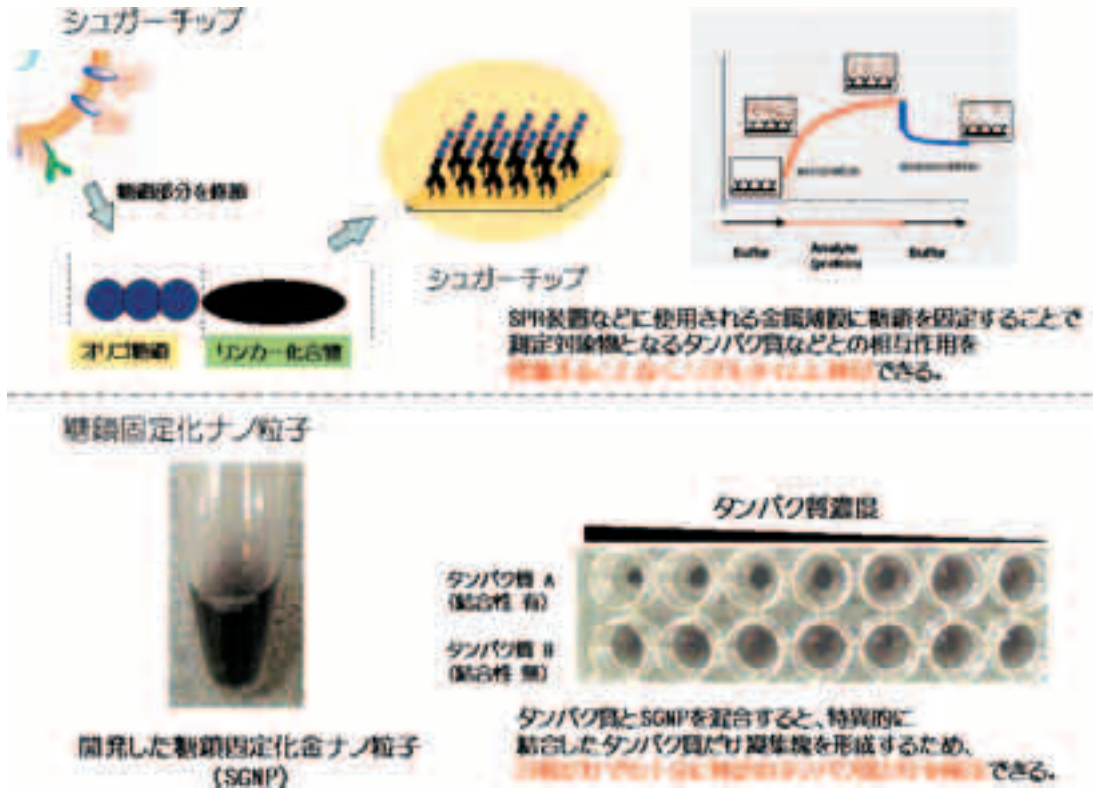 シュガーチップ
糖鎖部分を修飾
オリゴ糖鎖
リンカー化合物
シュガーチップ
Buffer
Analyte
(protein)
Buffer
SPR装置などに使用される金属薄膜に糖鎖を固定することで
測定対象物となるタンパク質などとの相互作用を
できる。
糖鎖固定化ナノ粒子
開発した糖鎖固定化金ナノ粒子
(SGNP)
タンパク質濃度
タンパク質 A
(結合性 有)
タンパク質 B
(結合性 無)
タンパク質とSGNPを混合すると、特異的に
結合したタンパク質だけ凝集塊を形成するため、
できる。